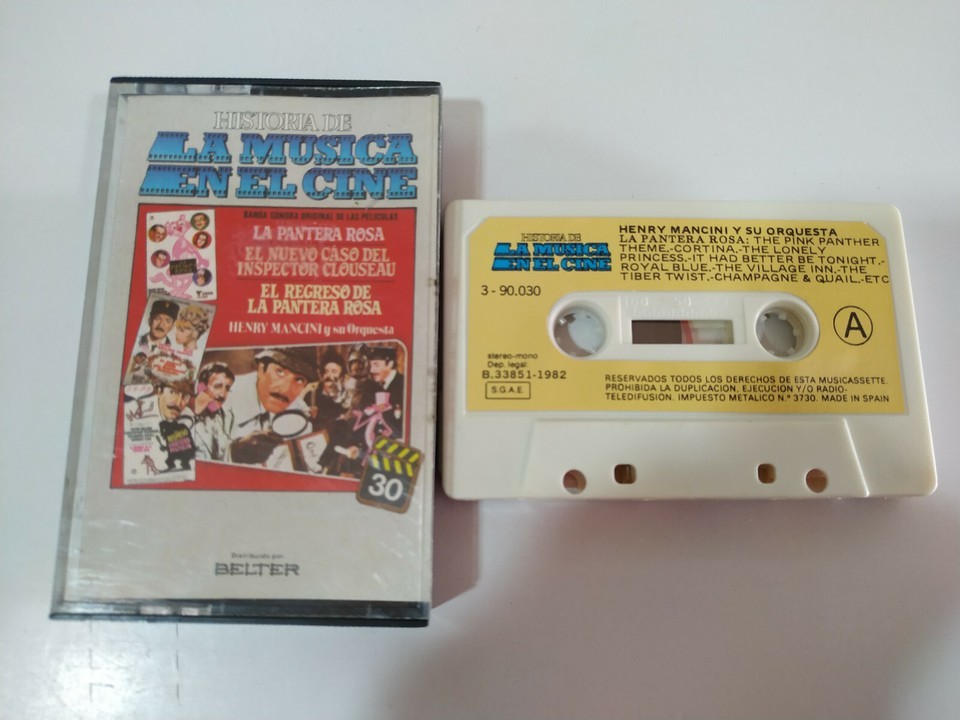 HISTORIA DE
LA MUSICA
EN EL CINE
BANDA SONORA ORIGINAL DE LAS PELICULAS
LA PANTERA ROSA
EL NUEVO CASO DEL
INSPECTOR CLOUSEAU
EL REGRESO DE
LA PANTERA ROSA
HENRY MANCINI y su Orquesta
30
Distribuido por:
BELTER
HISTORIA DE
LA MUSICA
EN EL CINE
3-90.030
HENRY MANCINI Y SU ORQUESTA
LA PANTERA ROSA: THE PINK PANTHER
THEME.-CORTINA.-THE LONELY
PRINCESS.-IT HAD BETTER BE TONIGHT.-
ROYAL BLUE.-THE VILLAGE INN.-THE
TIBER TWIST.-CHAMPAGNE & QUAIL.-ETC
A
stereo-mono
Dep. legal:
B.33851-1982
S.G.A.E.
RESERVADOS TODOS LOS DERECHOS DE ESTA MUSICASSETTE.
PROHIBIDA LA DUPLICACION, EJECUCION Y/O RADIO-
TELEDIFUSION. IMPUESTO METALICO N.º 3730. MADE IN SPAIN